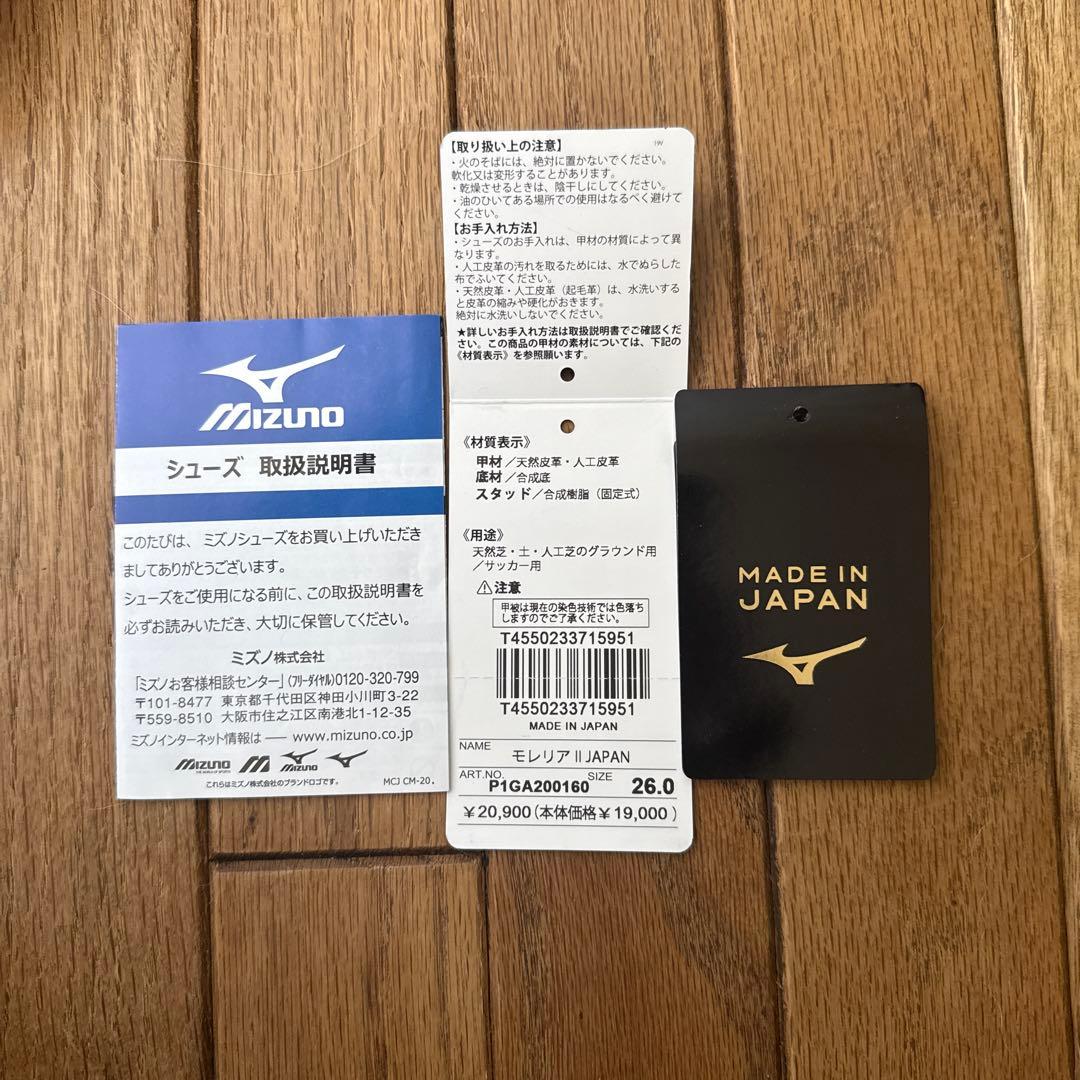 MIZUNO
シューズ 取扱説明書
このたびは、ミズノシューズをお買い上げいただき
ましてありがとうございます。
シューズをご使用になる前に、この取扱説明書を
必ずお読みいただき、大切に保管してください。
ミズノ株式会社
「ミズノお客様相談センター」(フリーダイヤル)0120-320-799
〒101-8477 東京都千代田区神田小川町3-22
〒559-8510 大阪市住之江区南港北1-12-35
ミズノインターネット情報は ── www.mizuno.co.jp
MIZUNO
THE WORLD OF SPORTS
MIZUNO
これらはミズノ株式会社のブランドロゴです。
MCJ CM-20.
【取り扱い上の注意】
19V
・火のそばには、絶対に置かないでください。
軟化又は変形することがあります。
・乾燥させるときは、陰干しにしてください。
・油のひいてある場所での使用はなるべく避けて
ください。
【お手入れ方法】
・シューズのお手入れは、甲材の材質によって異
なります。
・人工皮革の汚れを取るためには、水でぬらした
布でふいてください。
・天然皮革・人工皮革（起毛革）は、水洗いする
と皮革の縮みや硬化がおきます。
絶対に水洗いしないでください。
★詳しいお手入れ方法は取扱説明書でご確認くだ
さい。この商品の甲材の素材については、下記の
《材質表示》を参照願います。
《材質表示》
甲材／天然皮革・人工皮革
底材／合成底
スタッド／合成樹脂（固定式）
《用途》
天然芝・土・人工芝のグラウンド用
／サッカー用
⚠注意
甲被は現在の染色技術では色落ち
しますのでご了承ください。
T4550233715951
T4550233715951
MADE IN JAPAN
NAME
モレリアⅡJAPAN
ART.NO. P1GA200160 SIZE 26.0
¥20,900(本体価格¥19,000)
MADE IN
JAPAN